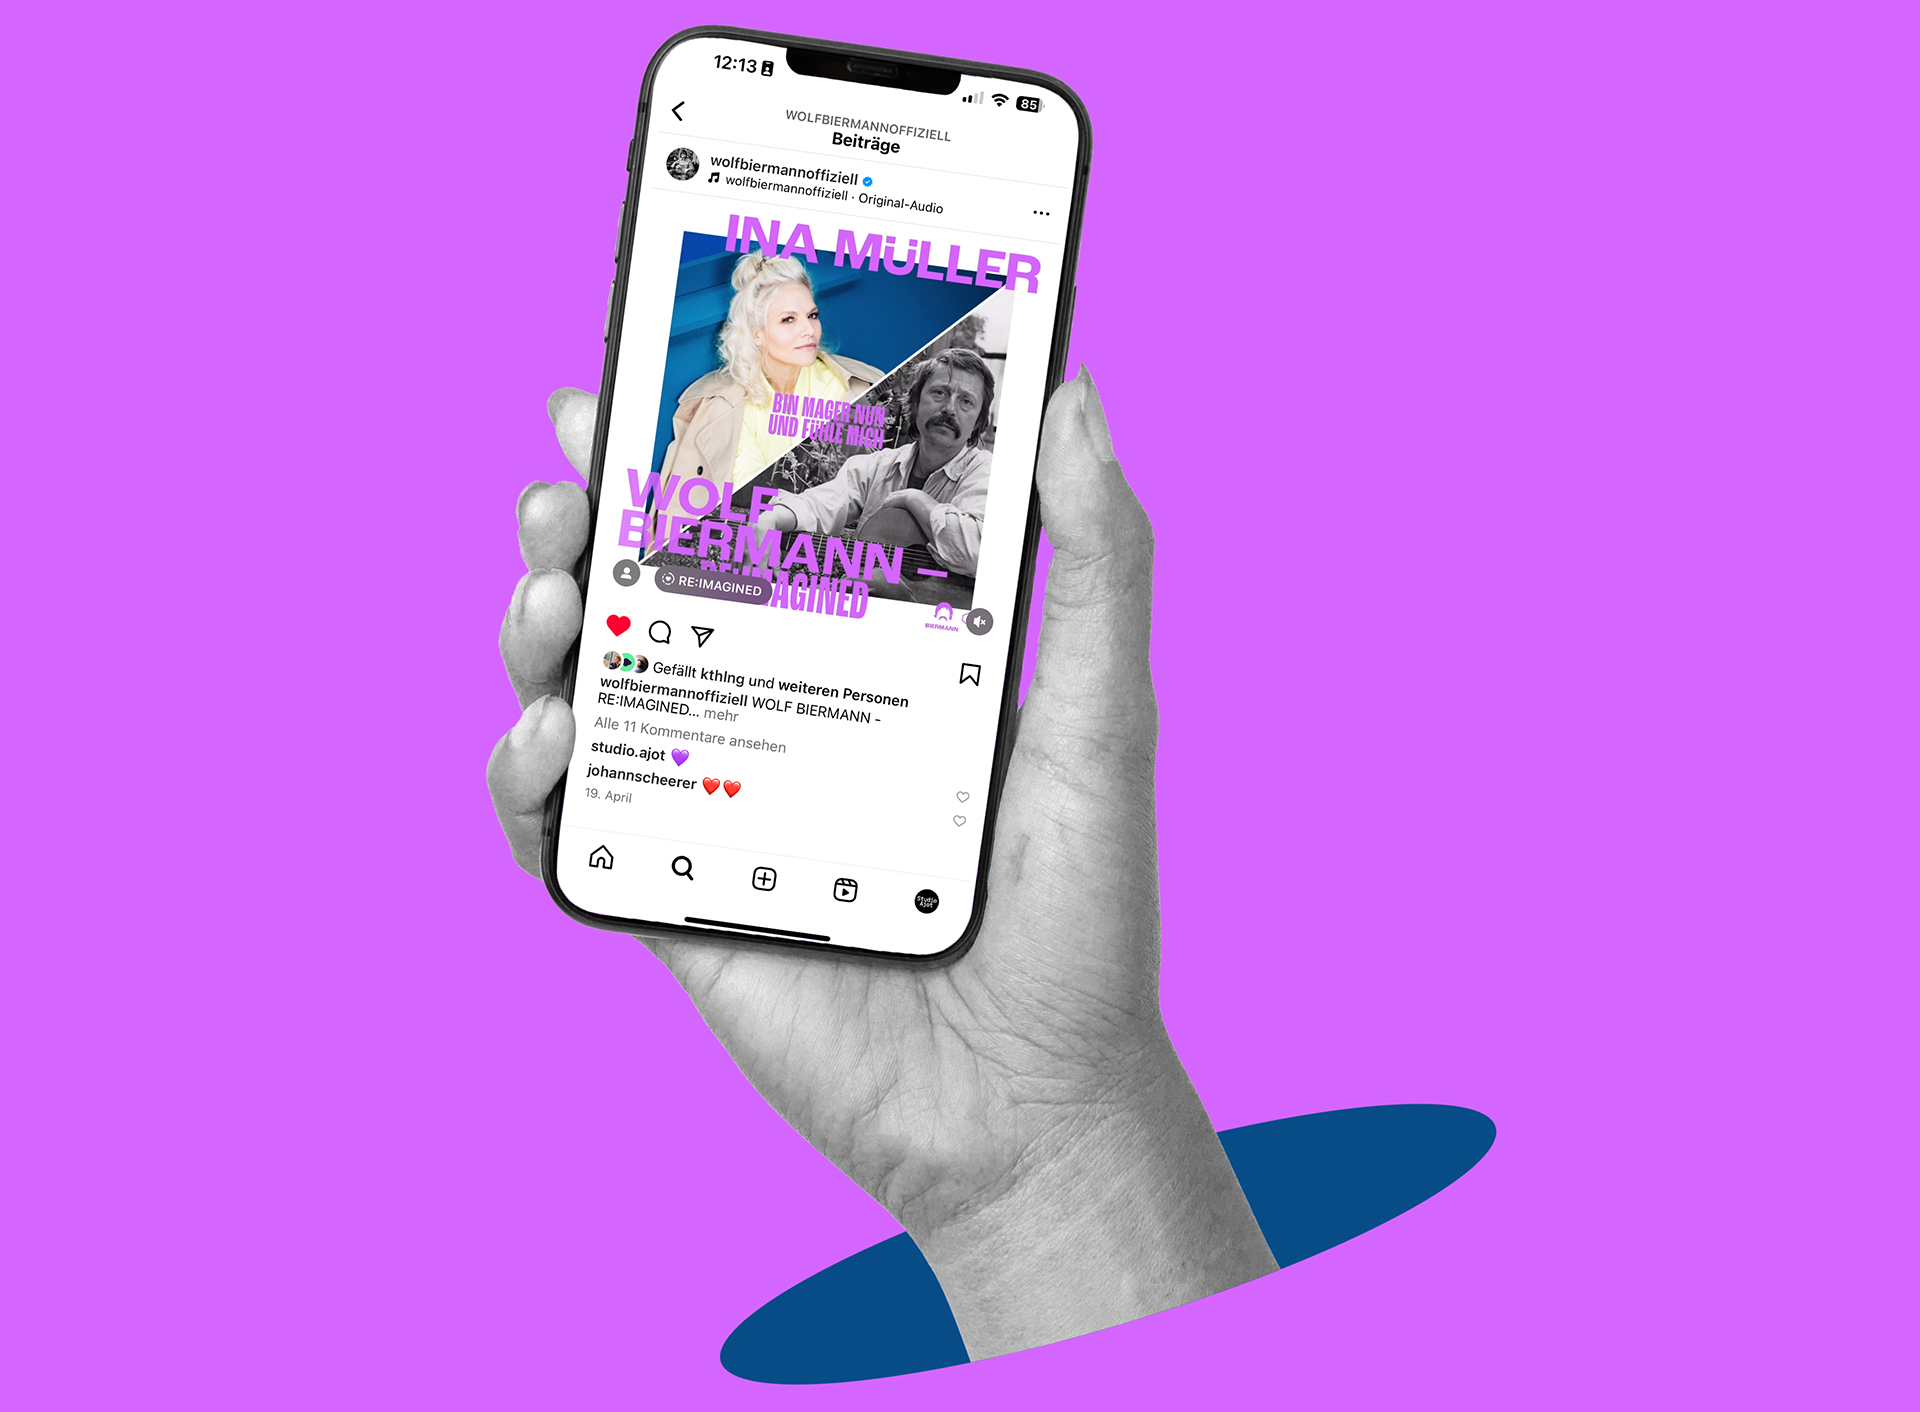 12:13
85
WOLFBIERMANNOFFIZIELL
Beiträge
wolfbiermannoffiziell
wolfbiermannoffiziell · Original-Audio
INA MÜLLER
BIN MAGER NUN
UND FÜHLE MICH
WOLF
BIERMANN –
RE:IMAGINED
RE:IMAGINED
BIERMANN
Gefällt kthlng und weiteren Personen
wolfbiermannoffiziell WOLF BIERMANN -
RE:IMAGINED... mehr
Alle 11 Kommentare ansehen
studio.ajot 💜
johannscheerer ❤️❤️
19. April
Studio
Ajot